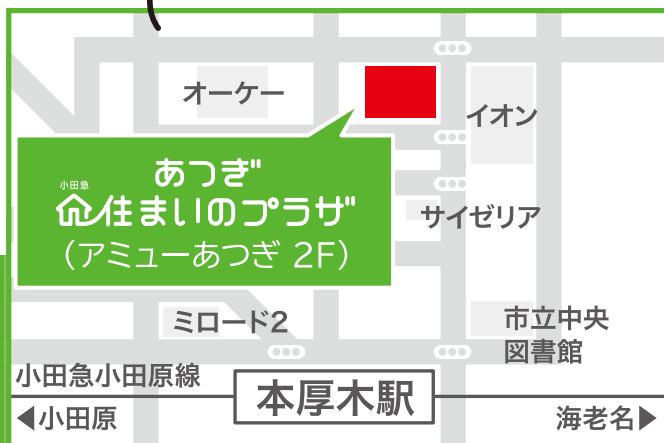 オーケー
イオン
小田急
あつぎ
住まいのプラザ
(アミューあつぎ 2F)
サイゼリア
ミロード2
市立中央
図書館
小田急小田原線
本厚木駅
◀小田原
海老名▶